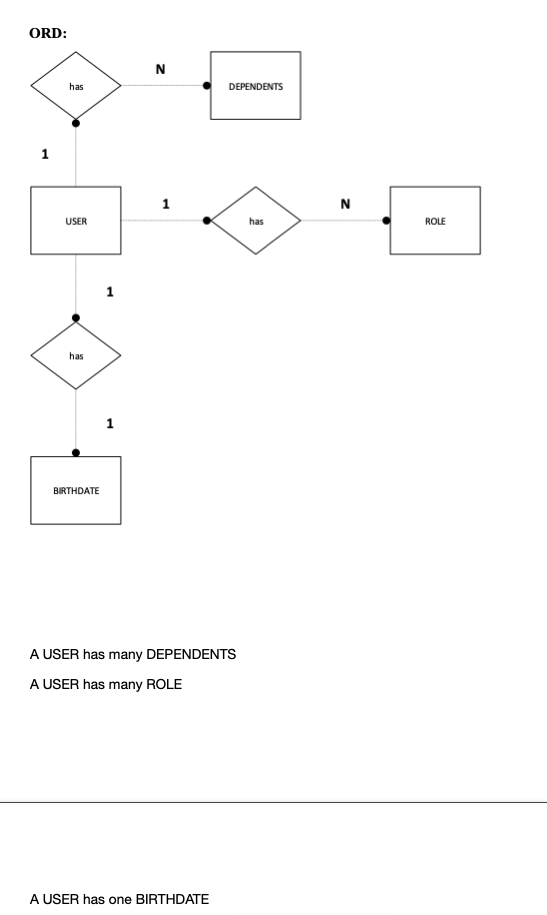 ORD:
has
N
DEPENDENTS
1
USER
1
has
N
ROLE
1
has
1
BIRTHDATE
A USER has many DEPENDENTS
A USER has many ROLE
A USER has one BIRTHDATE